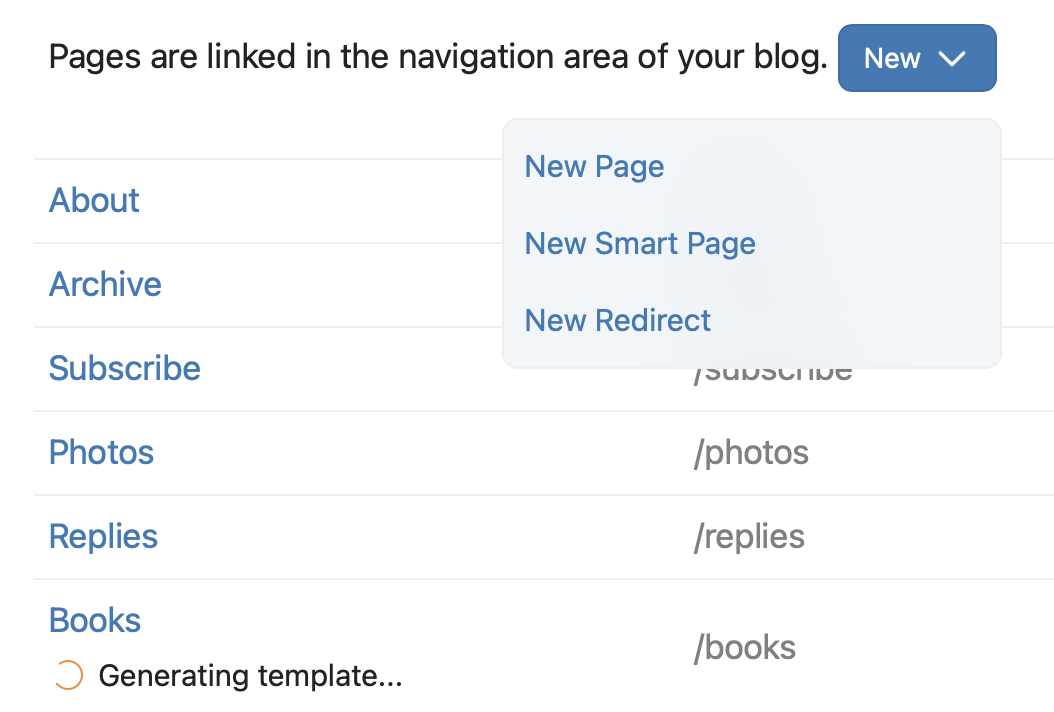 Pages are linked in the navigation area of your blog. New
New Page
About
New Smart Page
Archive
New Redirect
Subscribe /subscribe
Photos /photos
Replies /replies
Books
/books
Generating template...